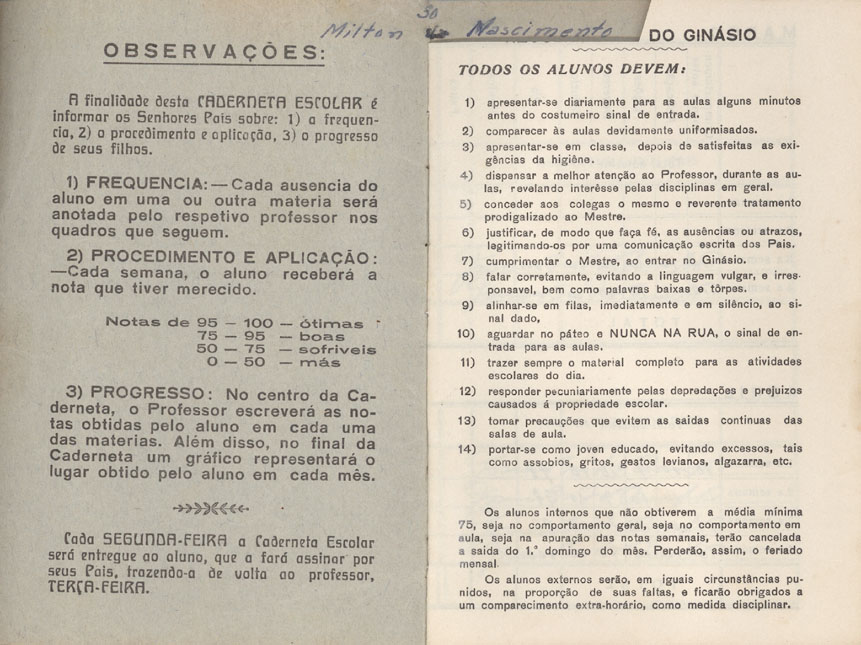 OBSERVAÇÕES:
A finalidade desta CADERNETA ESCOLAR é
informar os Senhores Pais sobre: 1) a frequen-
cia, 2) o procedimento e aplicação, 3) o progresso
de seus filhos.
1) FREQUENCIA:—Cada ausencia do
aluno em uma ou outra materia será
anotada pelo respetivo professor nos
quadros que seguem.
2) PROCEDIMENTO E APLICAÇÃO:
—Cada semana, o aluno receberá a
nota que tiver merecido.
Notas de 95 — 100 — ótimas
75 — 95 — boas
50 — 75 — sofriveis
0 — 50 — más
3) PROGRESSO: No centro da Ca-
derneta, o Professor escreverá as no-
tas obtidas pelo aluno em cada uma
das materias. Além disso, no final da
Caderneta um gráfico representará o
lugar obtido pelo aluno em cada mês.
Cada SEGUNDA-FEIRA a Caderneta Escolar
será entregue ao aluno, que a fará assinar por
seus Pais, trazendo-a de volta ao professor,
TERÇA-FEIRA.
30
Milton Nascimento
DO GINÁSIO
TODOS OS ALUNOS DEVEM:
1) apresentar-se diariamente para as aulas alguns minutos
antes do costumeiro sinal de entrada.
2) comparecer às aulas devidamente uniformisados.
3) apresentar-se em classe, depois de satisfeitas as exi-
gências da higiêne.
4) dispensar a melhor atenção ao Professor, durante as au-
las, revelando interêsse pelas disciplinas em geral.
5) conceder aos colegas o mesmo e reverente tratamento
prodigalizado ao Mestre.
6) justificar, de modo que faça fé, as ausências ou atrazos,
legitimando-os por uma comunicação escrita dos Pais.
7) cumprimentar o Mestre, ao entrar no Ginásio.
8) falar corretamente, evitando a linguagem vulgar, e irres-
ponsavel, bem como palavras baixas e tôrpes.
9) alinhar-se em filas, imediatamente e em silêncio, ao si-
nal dado,
10) aguardar no páteo e NUNCA NA RUA, o sinal de en-
trada para as aulas.
11) trazer sempre o material completo para as atividades
escolares do dia.
12) responder pecuniariamente pelas depredações e prejuizos
causados á propriedade escolar.
13) tomar precauções que evitem as saidas continuas das
salas de aula.
14) portar-se como joven educado, evitando excessos, tais
como assobios, gritos, gestos levianos, algazarra, etc.
Os alunos internos que não obtiverem a média mínima
75, seja no comportamento geral, seja no comportamento em
aula, seja na apuração das notas semanais, terão cancelada
a saida do 1.º domingo do mês. Perderão, assim, o feriado
mensal.
Os alunos externos serão, em iguais circunstâncias pu-
nidos, na proporção de suas faltas, e ficarão obrigados a
um comparecimento extra-horário, como medida disciplinar.